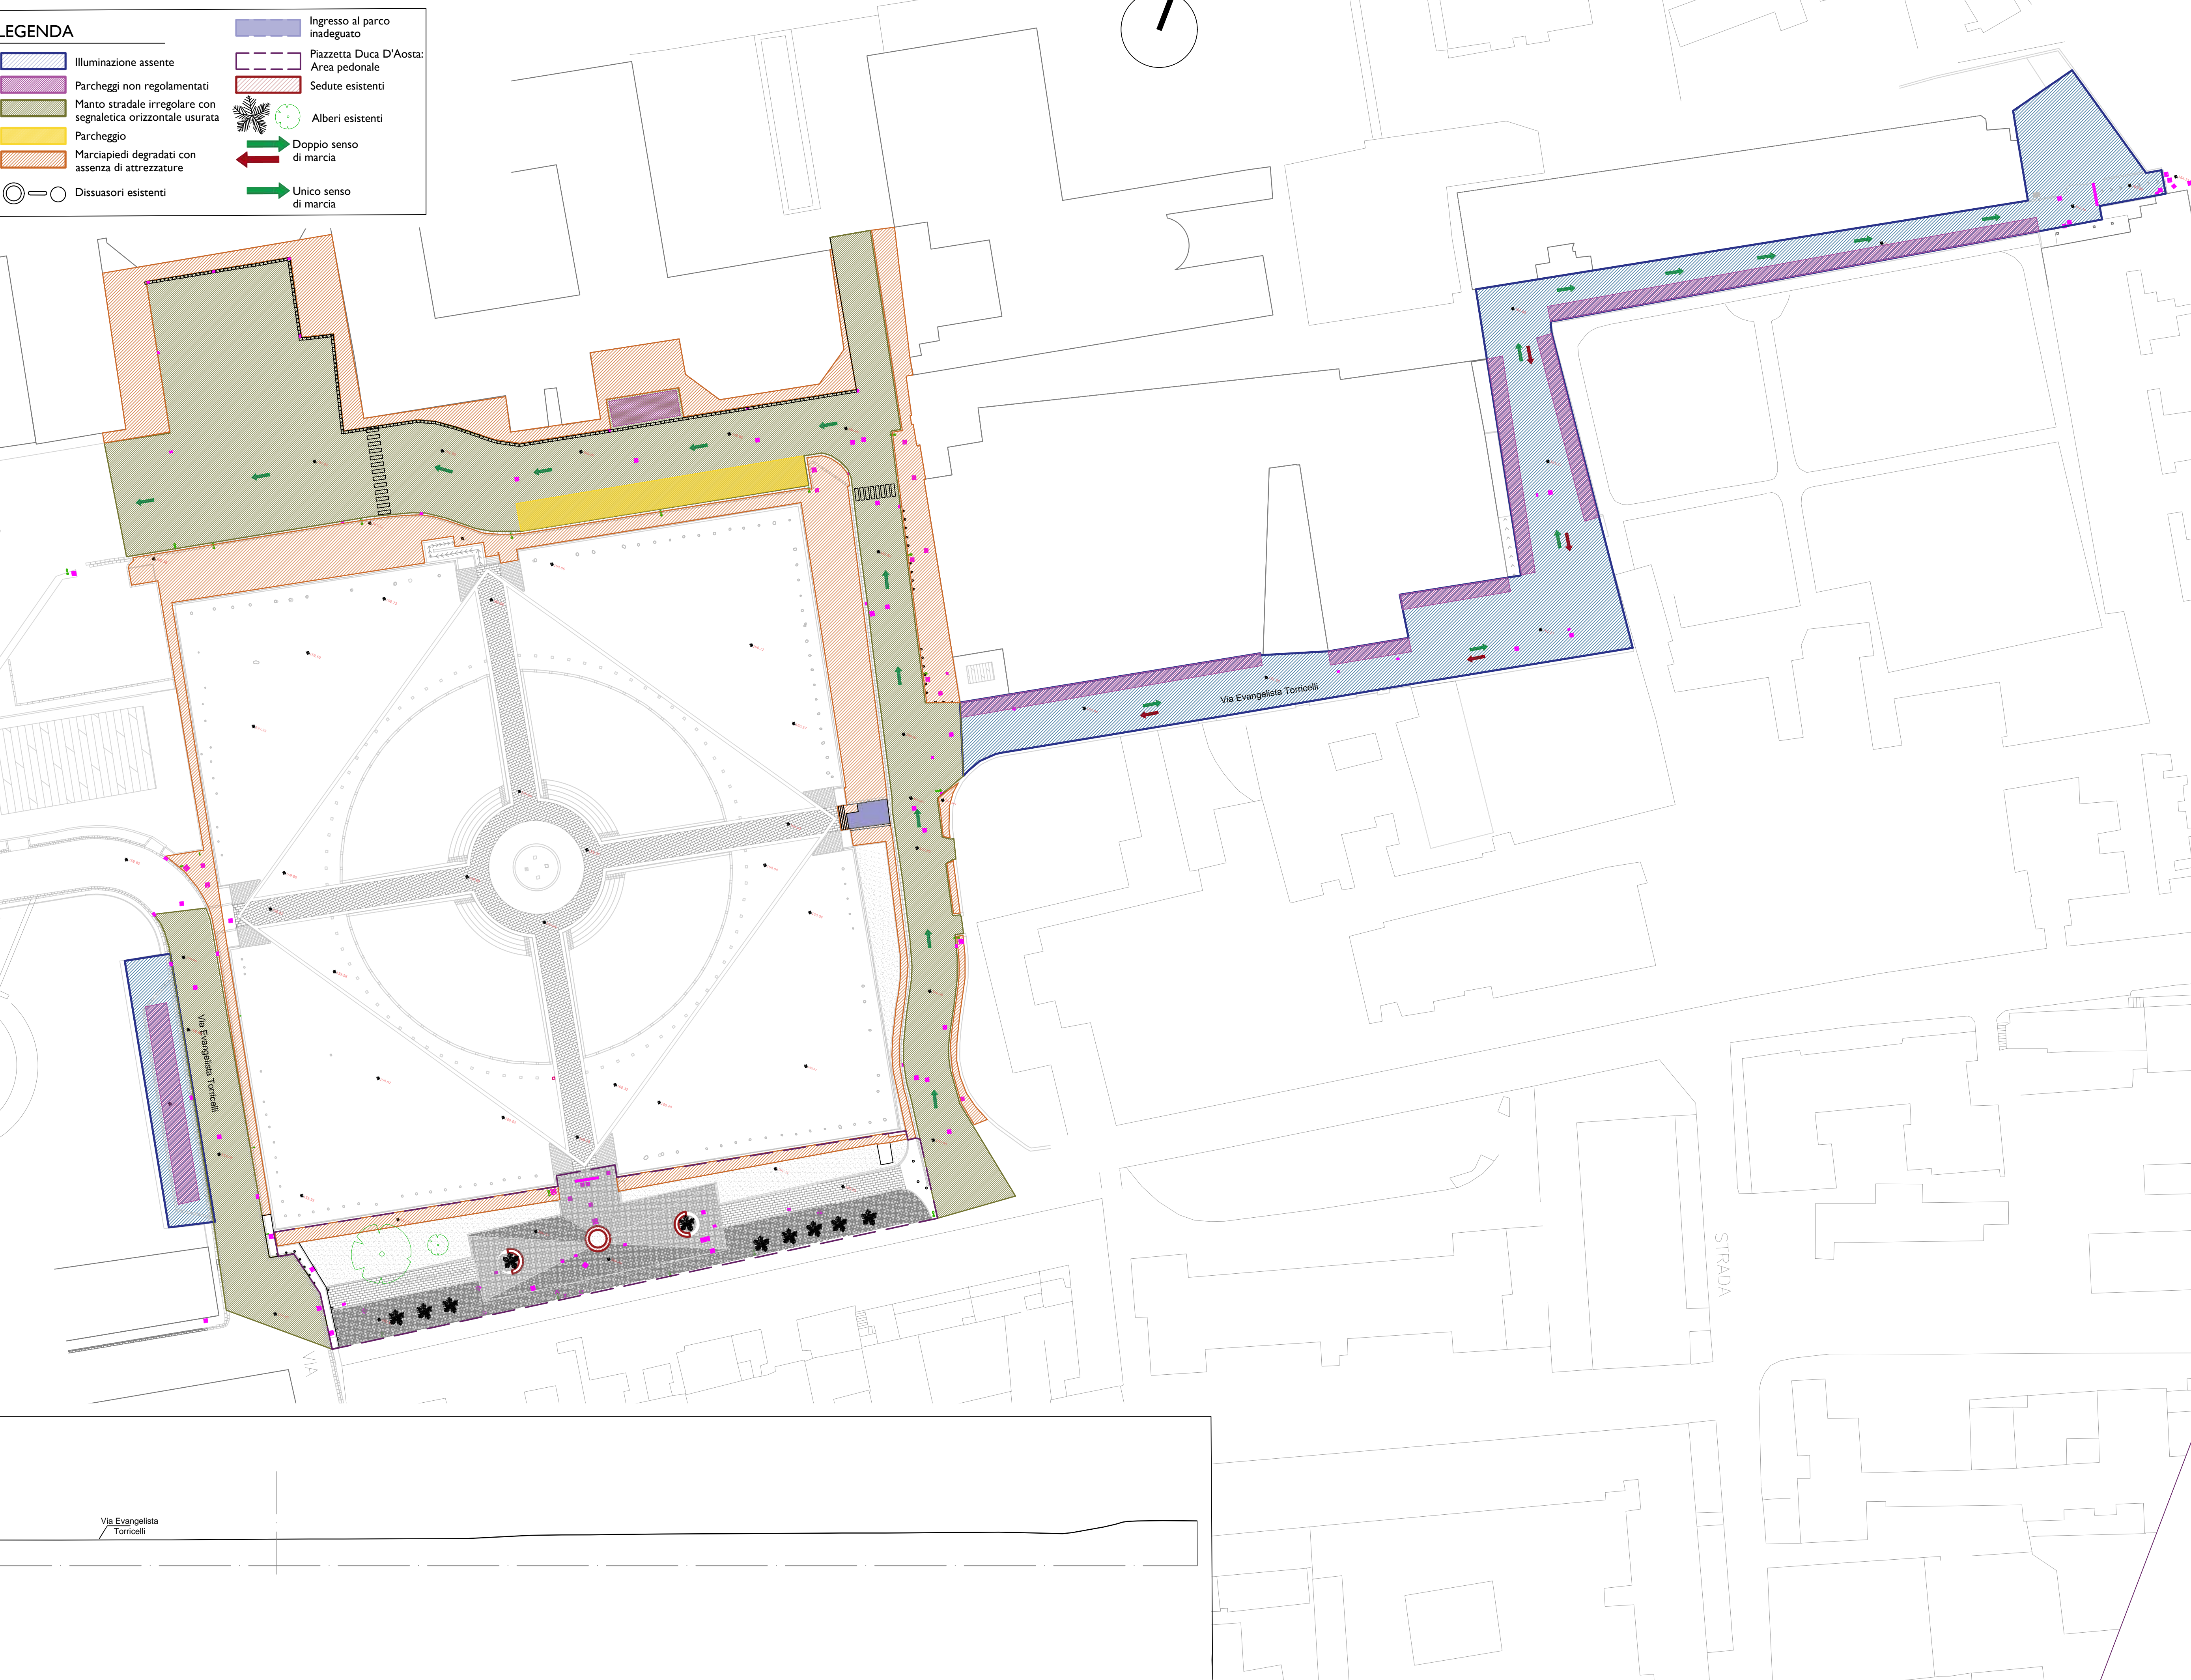 LEGENDA
Illuminazione assente
Parcheggi non regolamentati
Manto stradale irregolare con
segnaletica orizzontale usurata
Parcheggio
Marciapiedi degradati con
assenza di attrezzature
Dissuasori esistenti
Ingresso al parco
inadeguato
Piazzetta Duca D'Aosta:
Area pedonale
Sedute esistenti
Alberi esistenti
Doppio senso
di marcia
Unico senso
di marcia
Via Evangelista Torricelli
Via Evangelista Torricelli
STRADA
VIA
Via Evangelista
Torricelli